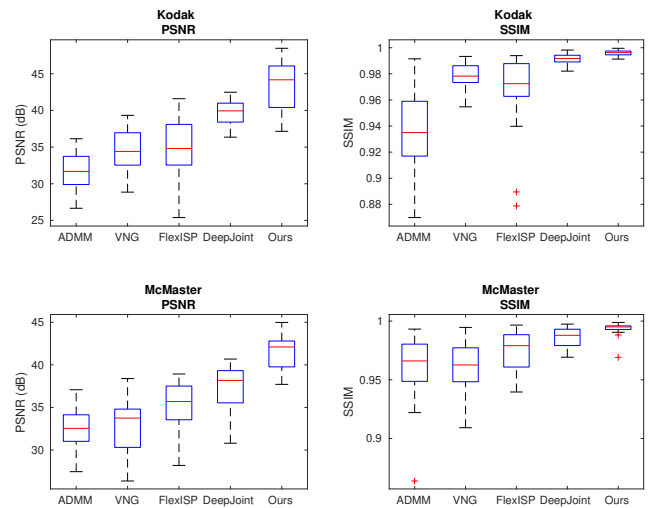 Kodak
PSNR
PSNR (dB)
45
40
35
30
25
ADMM VNG FlexISP DeepJoint Ours
Kodak
SSIM
SSIM
1
0.98
0.96
0.94
0.92
0.9
0.88
ADMM VNG FlexISP DeepJoint Ours
McMaster
PSNR
PSNR (dB)
45
40
35
30
ADMM VNG FlexISP DeepJoint Ours
McMaster
SSIM
SSIM
1
0.95
0.9
ADMM VNG FlexISP DeepJoint Ours